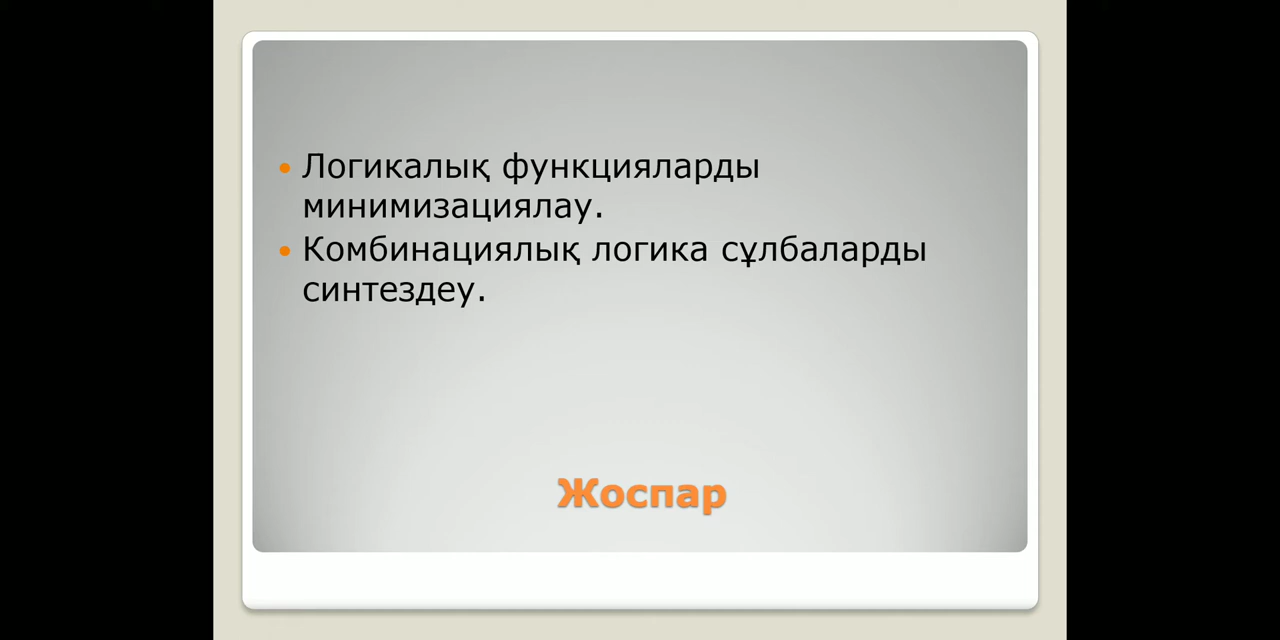 Логикалық функцияларды
минимизациялау.
Комбинациялық логика сұлбаларды
синтездеу.
Жоспар